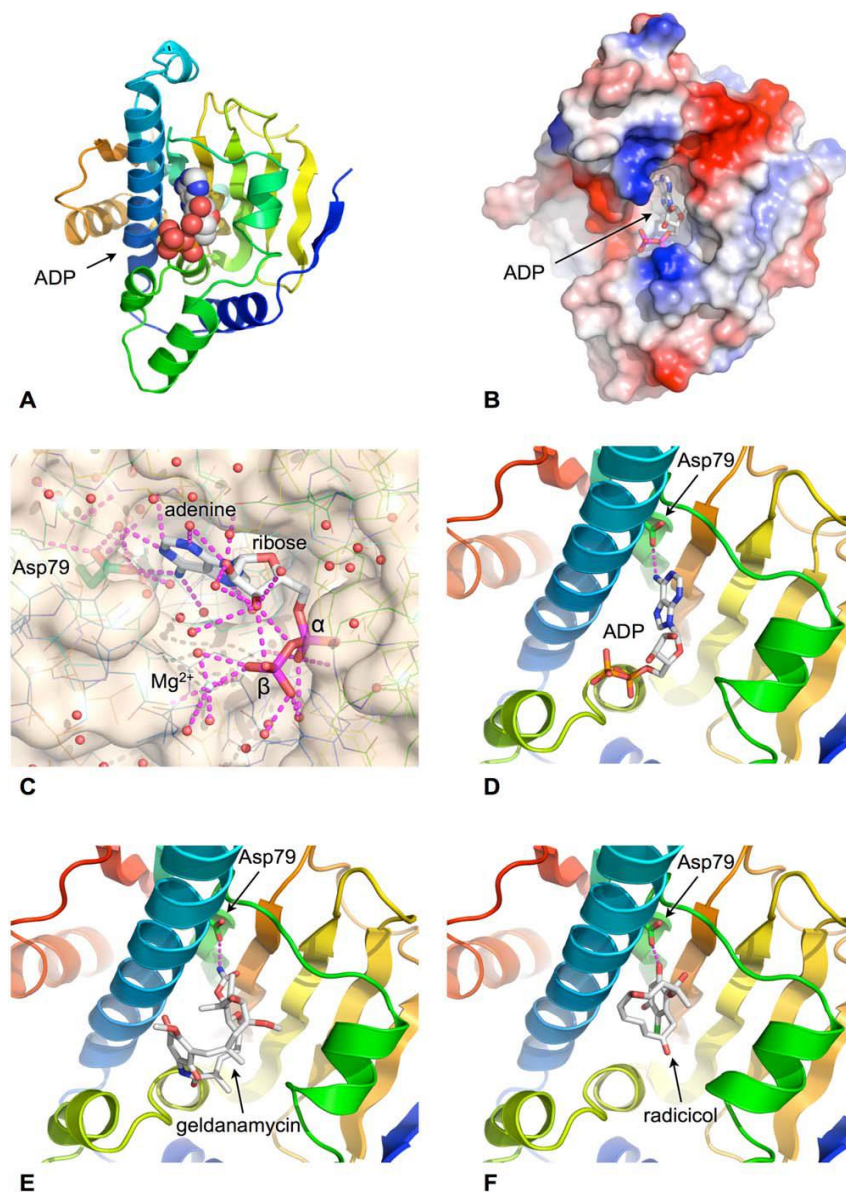 ADP
ADP
A
B
adenine
ribose
Asp79
α
Mg²⁺
β
Asp79
ADP
C
D
Asp79
geldanamycin
Asp79
radicicol
E
F